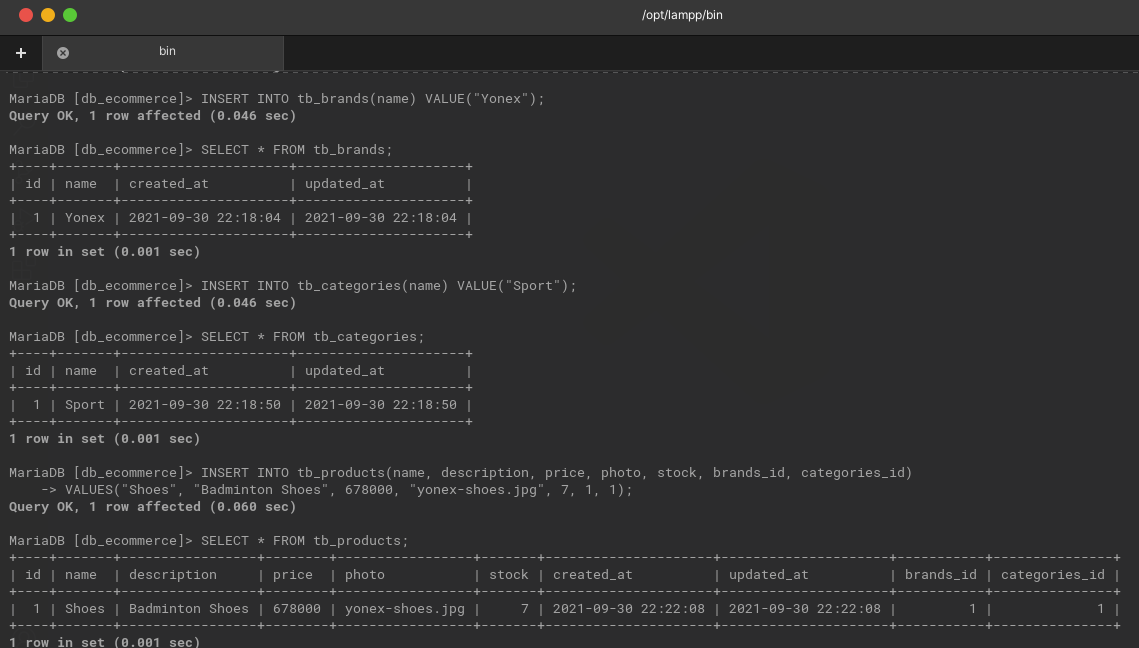 /opt/lampp/bin
+ bin
MariaDB [db_ecommerce]> INSERT INTO tb_brands(name) VALUE("Yonex");
Query OK, 1 row affected (0.046 sec)
MariaDB [db_ecommerce]> SELECT * FROM tb_brands;
+----+-------+---------------------+---------------------+
| id | name  | created_at          | updated_at          |
+----+-------+---------------------+---------------------+
|  1 | Yonex | 2021-09-30 22:18:04 | 2021-09-30 22:18:04 |
+----+-------+---------------------+---------------------+
1 row in set (0.001 sec)
MariaDB [db_ecommerce]> INSERT INTO tb_categories(name) VALUE("Sport");
Query OK, 1 row affected (0.046 sec)
MariaDB [db_ecommerce]> SELECT * FROM tb_categories;
+----+-------+---------------------+---------------------+
| id | name  | created_at          | updated_at          |
+----+-------+---------------------+---------------------+
|  1 | Sport | 2021-09-30 22:18:50 | 2021-09-30 22:18:50 |
+----+-------+---------------------+---------------------+
1 row in set (0.001 sec)
MariaDB [db_ecommerce]> INSERT INTO tb_products(name, description, price, photo, stock, brands_id, categories_id)
    -> VALUES("Shoes", "Badminton Shoes", 678000, "yonex-shoes.jpg", 7, 1, 1);
Query OK, 1 row affected (0.060 sec)
MariaDB [db_ecommerce]> SELECT * FROM tb_products;
+----+-------+-----------------+--------+-----------------+-------+---------------------+---------------------+-----------+---------------+
| id | name  | description     | price  | photo           | stock | created_at          | updated_at          | brands_id | categories_id |
+----+-------+-----------------+--------+-----------------+-------+---------------------+---------------------+-----------+---------------+
|  1 | Shoes | Badminton Shoes | 678000 | yonex-shoes.jpg |     7 | 2021-09-30 22:22:08 | 2021-09-30 22:22:08 |         1 |             1 |
+----+-------+-----------------+--------+-----------------+-------+---------------------+---------------------+-----------+---------------+
1 row in set (0.001 sec)